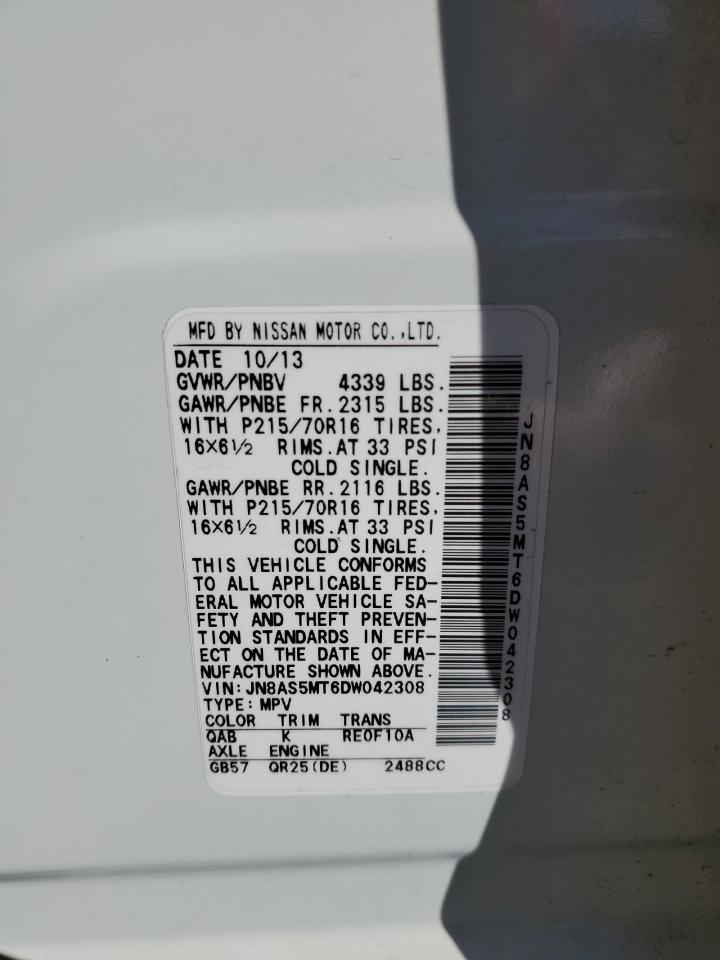 MFD BY NISSAN MOTOR CO.,LTD.
DATE 10/13
GVWR/PNBV 4339 LBS.
GAWR/PNBE FR. 2315 LBS.
WITH P215/70R16 TIRES,
16×6½ RIMS. AT 33 PSI
COLD SINGLE.
GAWR/PNBE RR. 2116 LBS.
WITH P215/70R16 TIRES,
16×6½ RIMS. AT 33 PSI
COLD SINGLE.
THIS VEHICLE CONFORMS
TO ALL APPLICABLE FED-
ERAL MOTOR VEHICLE SA-
FETY AND THEFT PREVEN-
TION STANDARDS IN EFF-
ECT ON THE DATE OF MA-
NUFACTURE SHOWN ABOVE.
VIN: JN8AS5MT6DW042308
TYPE: MPV
COLOR TRIM TRANS
QAB K RE0F10A
AXLE ENGINE
GB57 QR25(DE) 2488CC
JN8AS5MT6DW042308